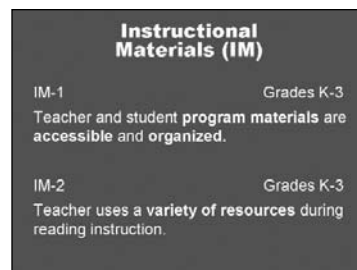 Instructional
Materials (IM)
IM-1 Grades K-3
Teacher and student program materials are
accessible and organized.
IM-2 Grades K-3
Teacher uses a variety of resources during
reading instruction.